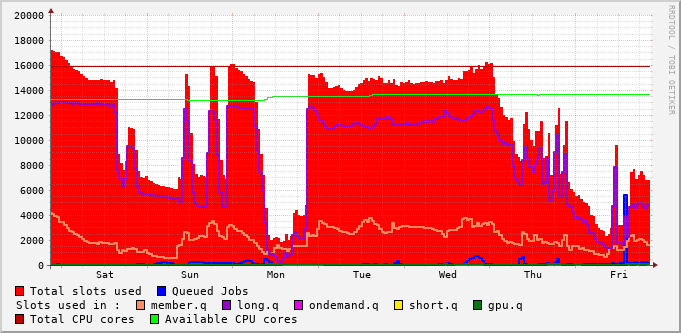 RRDTOOL / TOBI OETIKER
20000
18000
16000
14000
12000
10000
8000
6000
4000
2000
0
Sat Sun Mon Tue Wed Thu Fri
Total slots used Queued Jobs
Slots used in : member.q long.q ondemand.q short.q gpu.q
Total CPU cores Available CPU cores